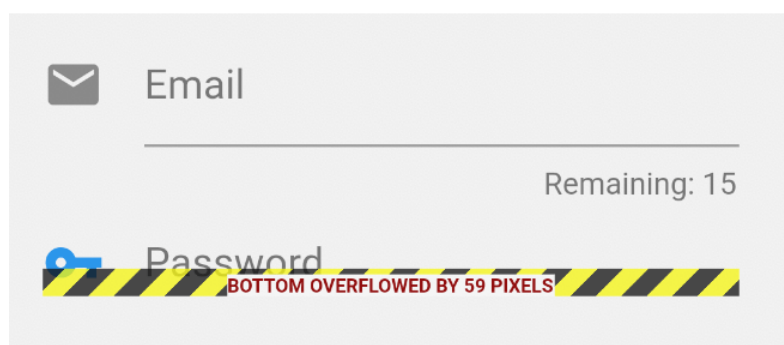 Email
Remaining: 15
Password
BOTTOM OVERFLOWED BY 59 PIXELS